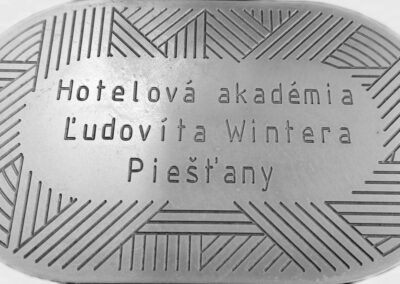 Hotelová akadémia
Ľudovíta Wintera
Piešťany